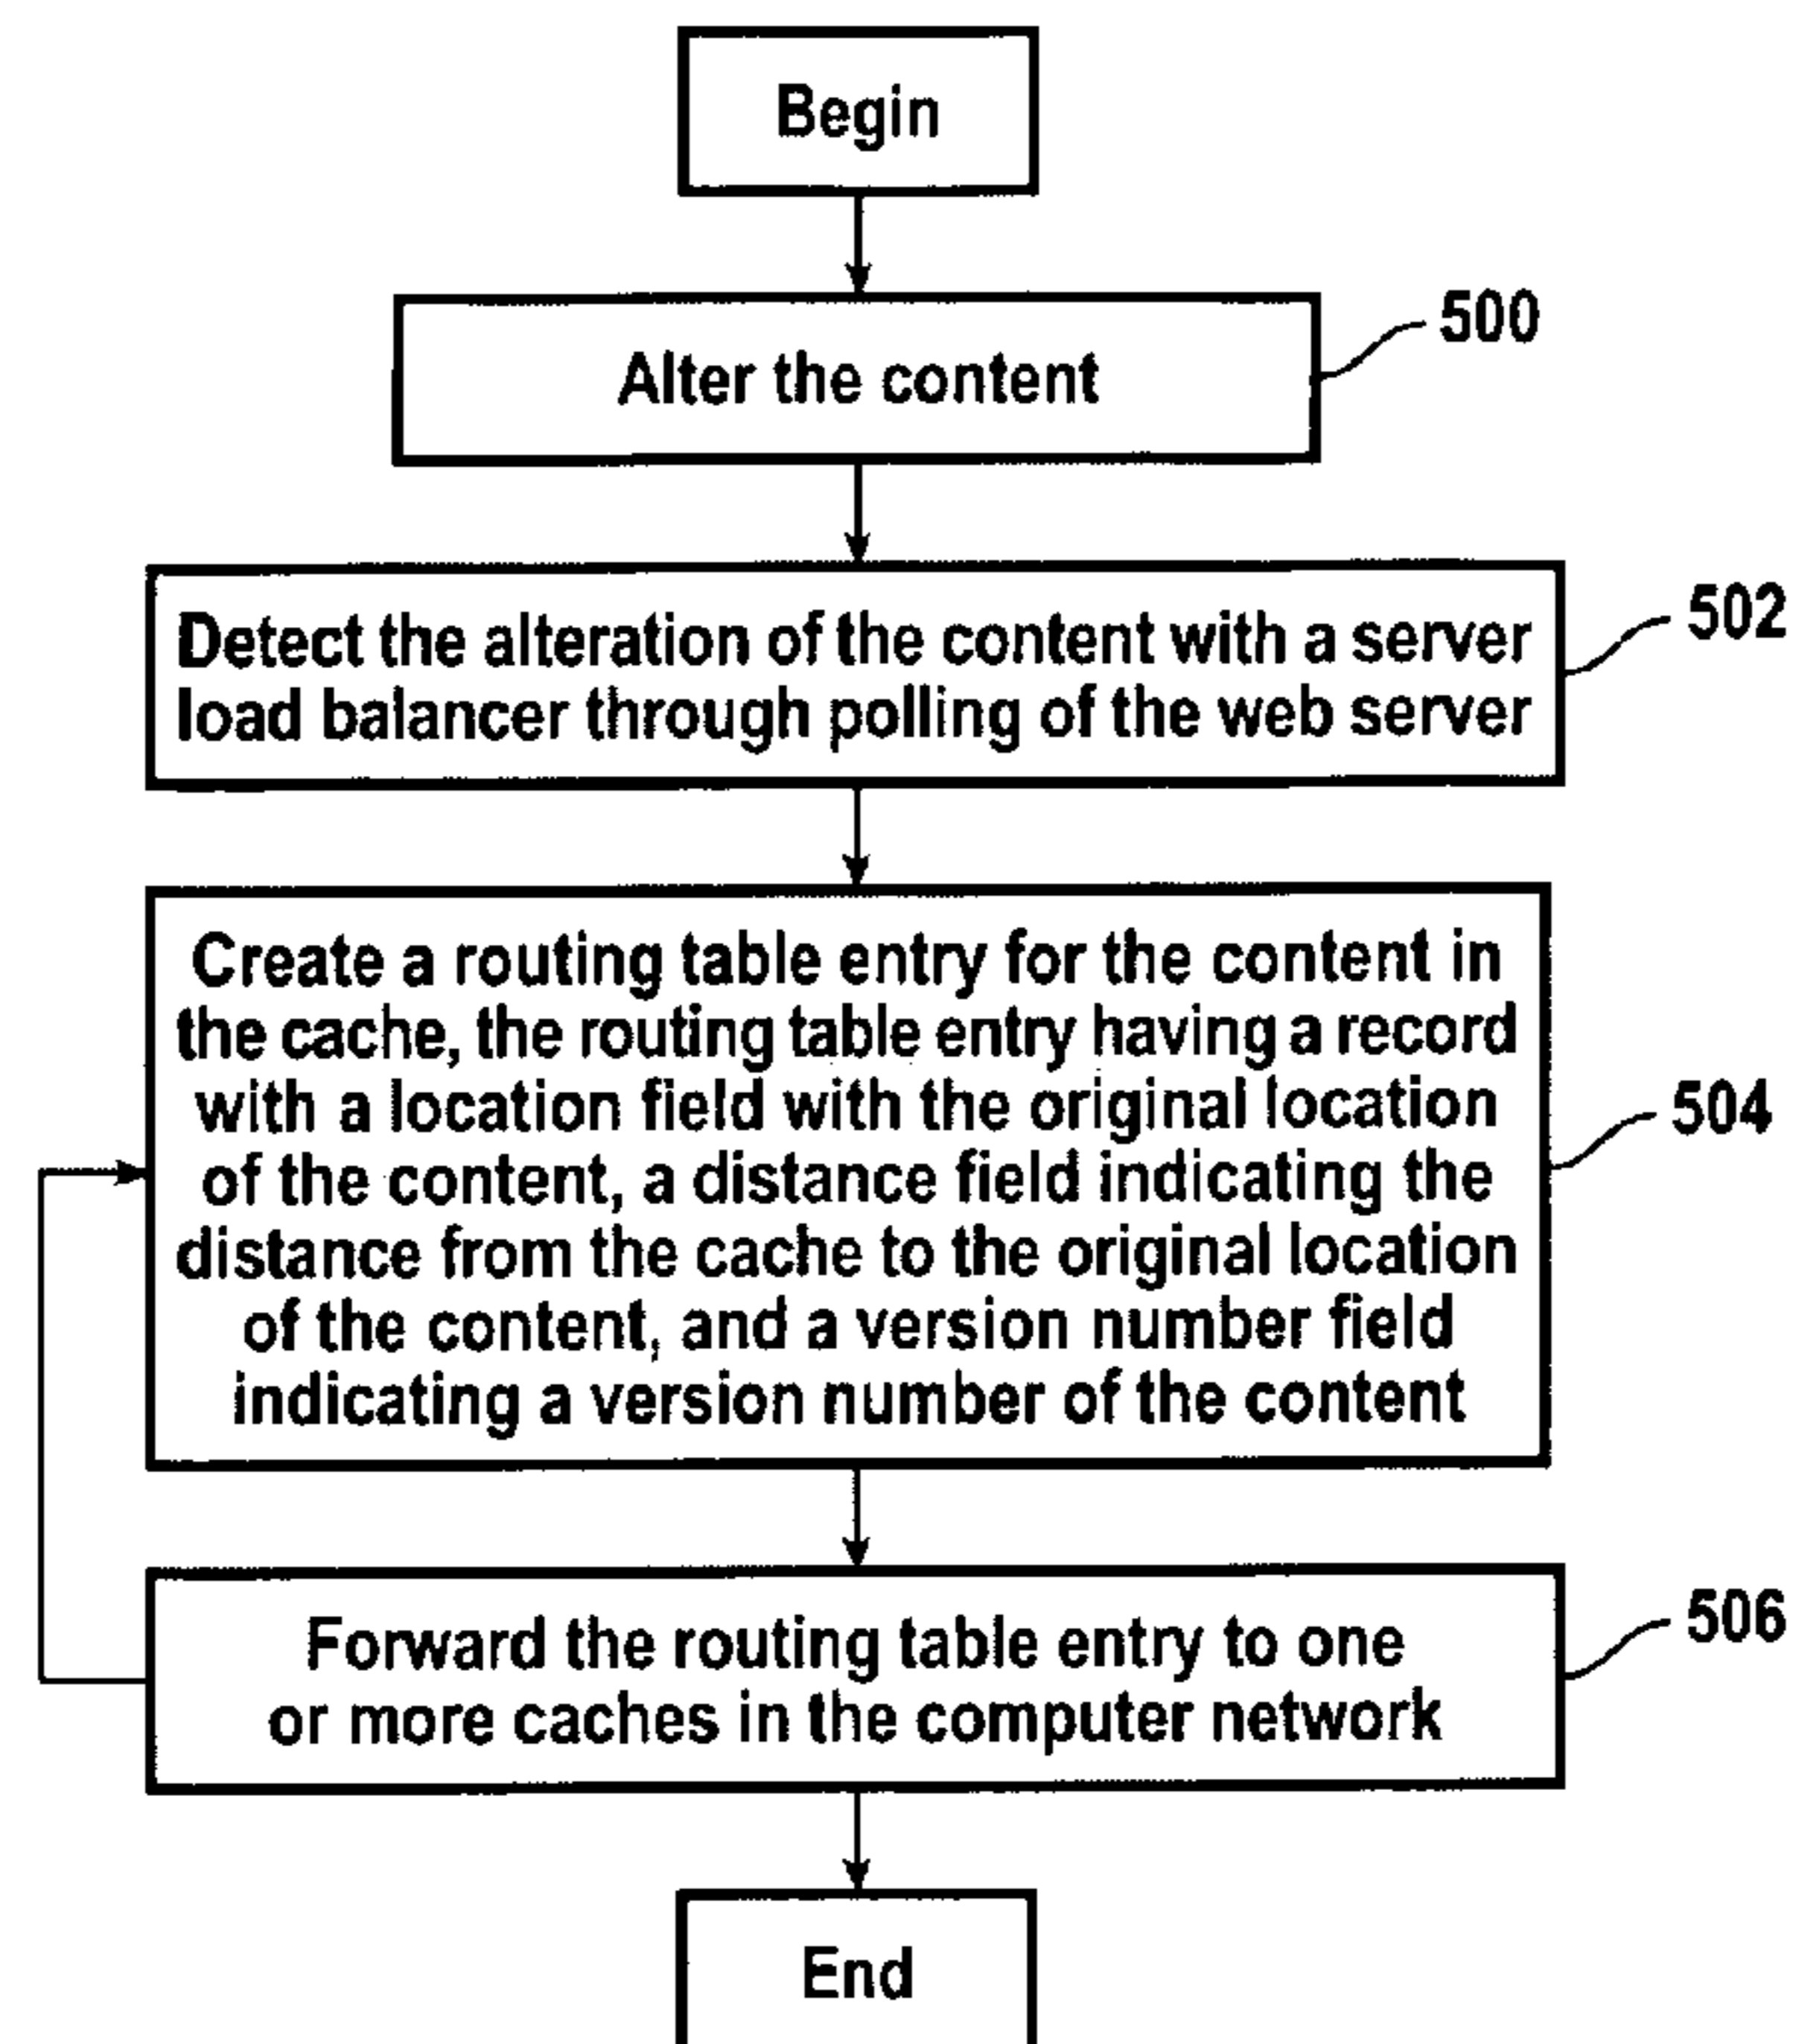 Begin
Alter the content
500
Detect the alteration of the content with a server
load balancer through polling of the web server
502
Create a routing table entry for the content in
the cache, the routing table entry having a record
with a location field with the original location
of the content, a distance field indicating the
distance from the cache to the original location
of the content, and a version number field
indicating a version number of the content
504
Forward the routing table entry to one
or more caches in the computer network
506
End